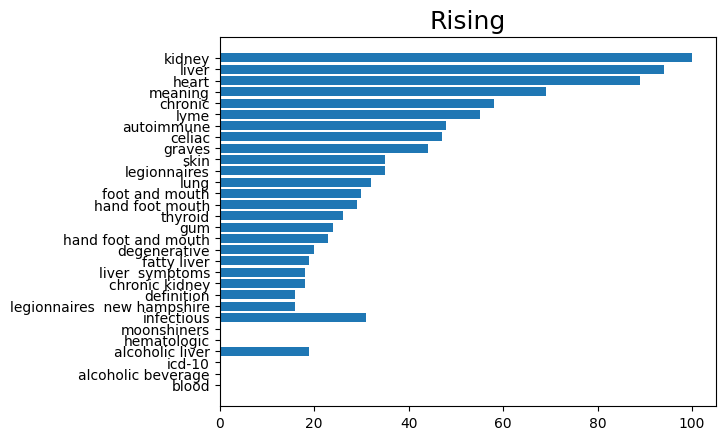 Rising
kidney
liver
heart
meaning
chronic
lyme
autoimmune
celiac
graves
skin
legionnaires
lung
foot and mouth
hand foot mouth
thyroid
gum
hand foot and mouth
degenerative
fatty liver
liver  symptoms
chronic kidney
definition
legionnaires  new hampshire
infectious
moonshiners
hematologic
alcoholic liver
icd-10
alcoholic beverage
blood
0 20 40 60 80 100